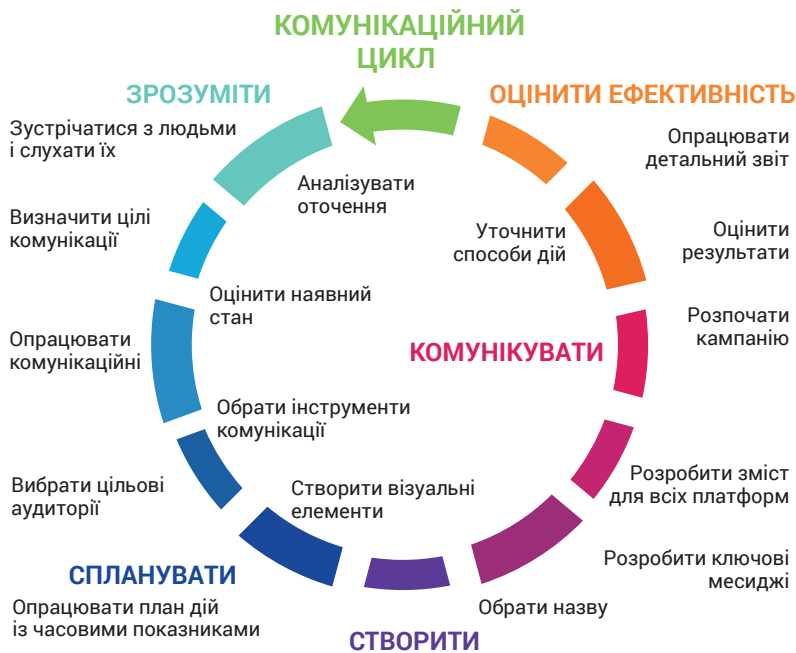 КОМУНІКАЦІЙНИЙ
ЦИКЛ
ЗРОЗУМІТИ
Зустрічатися з людьми
і слухати їх
Аналізувати
оточення
Визначити цілі
комунікації
Оцінити наявний
стан
Опрацювати
комунікаційні
Обрати інструменти
комунікації
Вибрати цільові
аудиторії
СПЛАНУВАТИ
Опрацювати план дій
із часовими показниками
Створити візуальні
елементи
СТВОРИТИ
Обрати назву
Розробити ключові
месиджі
Розробити зміст
для всіх платформ
КОМУНІКУВАТИ
Розпочати
кампанію
Оцінити
результати
Уточнити
способи дій
Опрацювати
детальний звіт
ОЦІНИТИ ЕФЕКТИВНІСТЬ